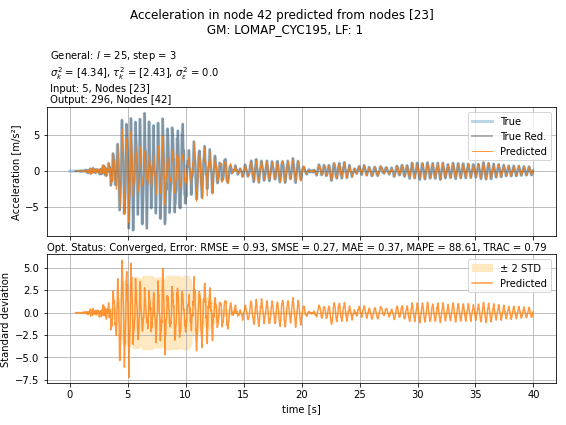 Acceleration in node 42 predicted from nodes [23]
GM: LOMAP_CYC195, LF: 1
General: l = 25, step = 3
σ²ₖ = [4.34], τ²ₖ = [2.43], σ²ε = 0.0
Input: 5, Nodes [23]
Output: 296, Nodes [42]
Acceleration [m/s²]
5
0
−5
True
True Red.
Predicted
Opt. Status: Converged, Error: RMSE = 0.93, SMSE = 0.27, MAE = 0.37, MAPE = 88.61, TRAC = 0.79
Standard deviation
5.0
2.5
0.0
−2.5
−5.0
−7.5
± 2 STD
Predicted
0 5 10 15 20 25 30 35 40
time [s]